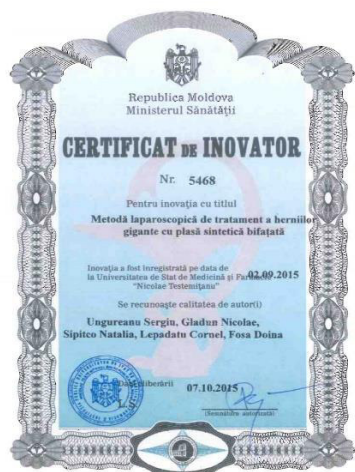 Republica Moldova
Ministerul Sănătății
CERTIFICAT DE INOVATOR
Nr. 5468
Pentru inovația cu titlul
Metodă laparoscopică de tratament a herniilor
gigante cu plasă sintetică bifațată
Inovația a fost înregistrată pe data de 02.09.2015
la Universitatea de Stat de Medicină și Farmacie
"Nicolae Testemițanu"
Se recunoaște calitatea de autor(i)
Ungureanu Sergiu, Gladun Nicolae,
Șipitco Natalia, Lepadatu Cornel, Fosa Doina
Data eliberării 07.10.2015
(Semnătura autorizată)